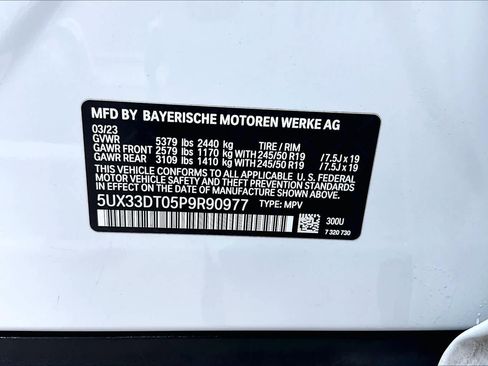 MFD BY BAYERISCHE MOTOREN WERKE AG
03/23
GVWR 5379 lbs 2440 kg TIRE / RIM
GAWR FRONT 2579 lbs 1170 kg WITH 245/50 R19 /7.5J x 19
GAWR REAR 3109 lbs 1410 kg WITH 245/50 R19 /7.5J x 19
THIS VEHICLE CONFORMS TO ALL APPLICABLE U. S. FEDERAL
MOTOR VEHICLE SAFETY AND THEFT PREVENTION STANDARDS
IN EFFECT ON THE DATE OF MANUFACTURE SHOWN ABOVE.
5UX33DT05P9R90977 TYPE: MPV
300U
7 320 730